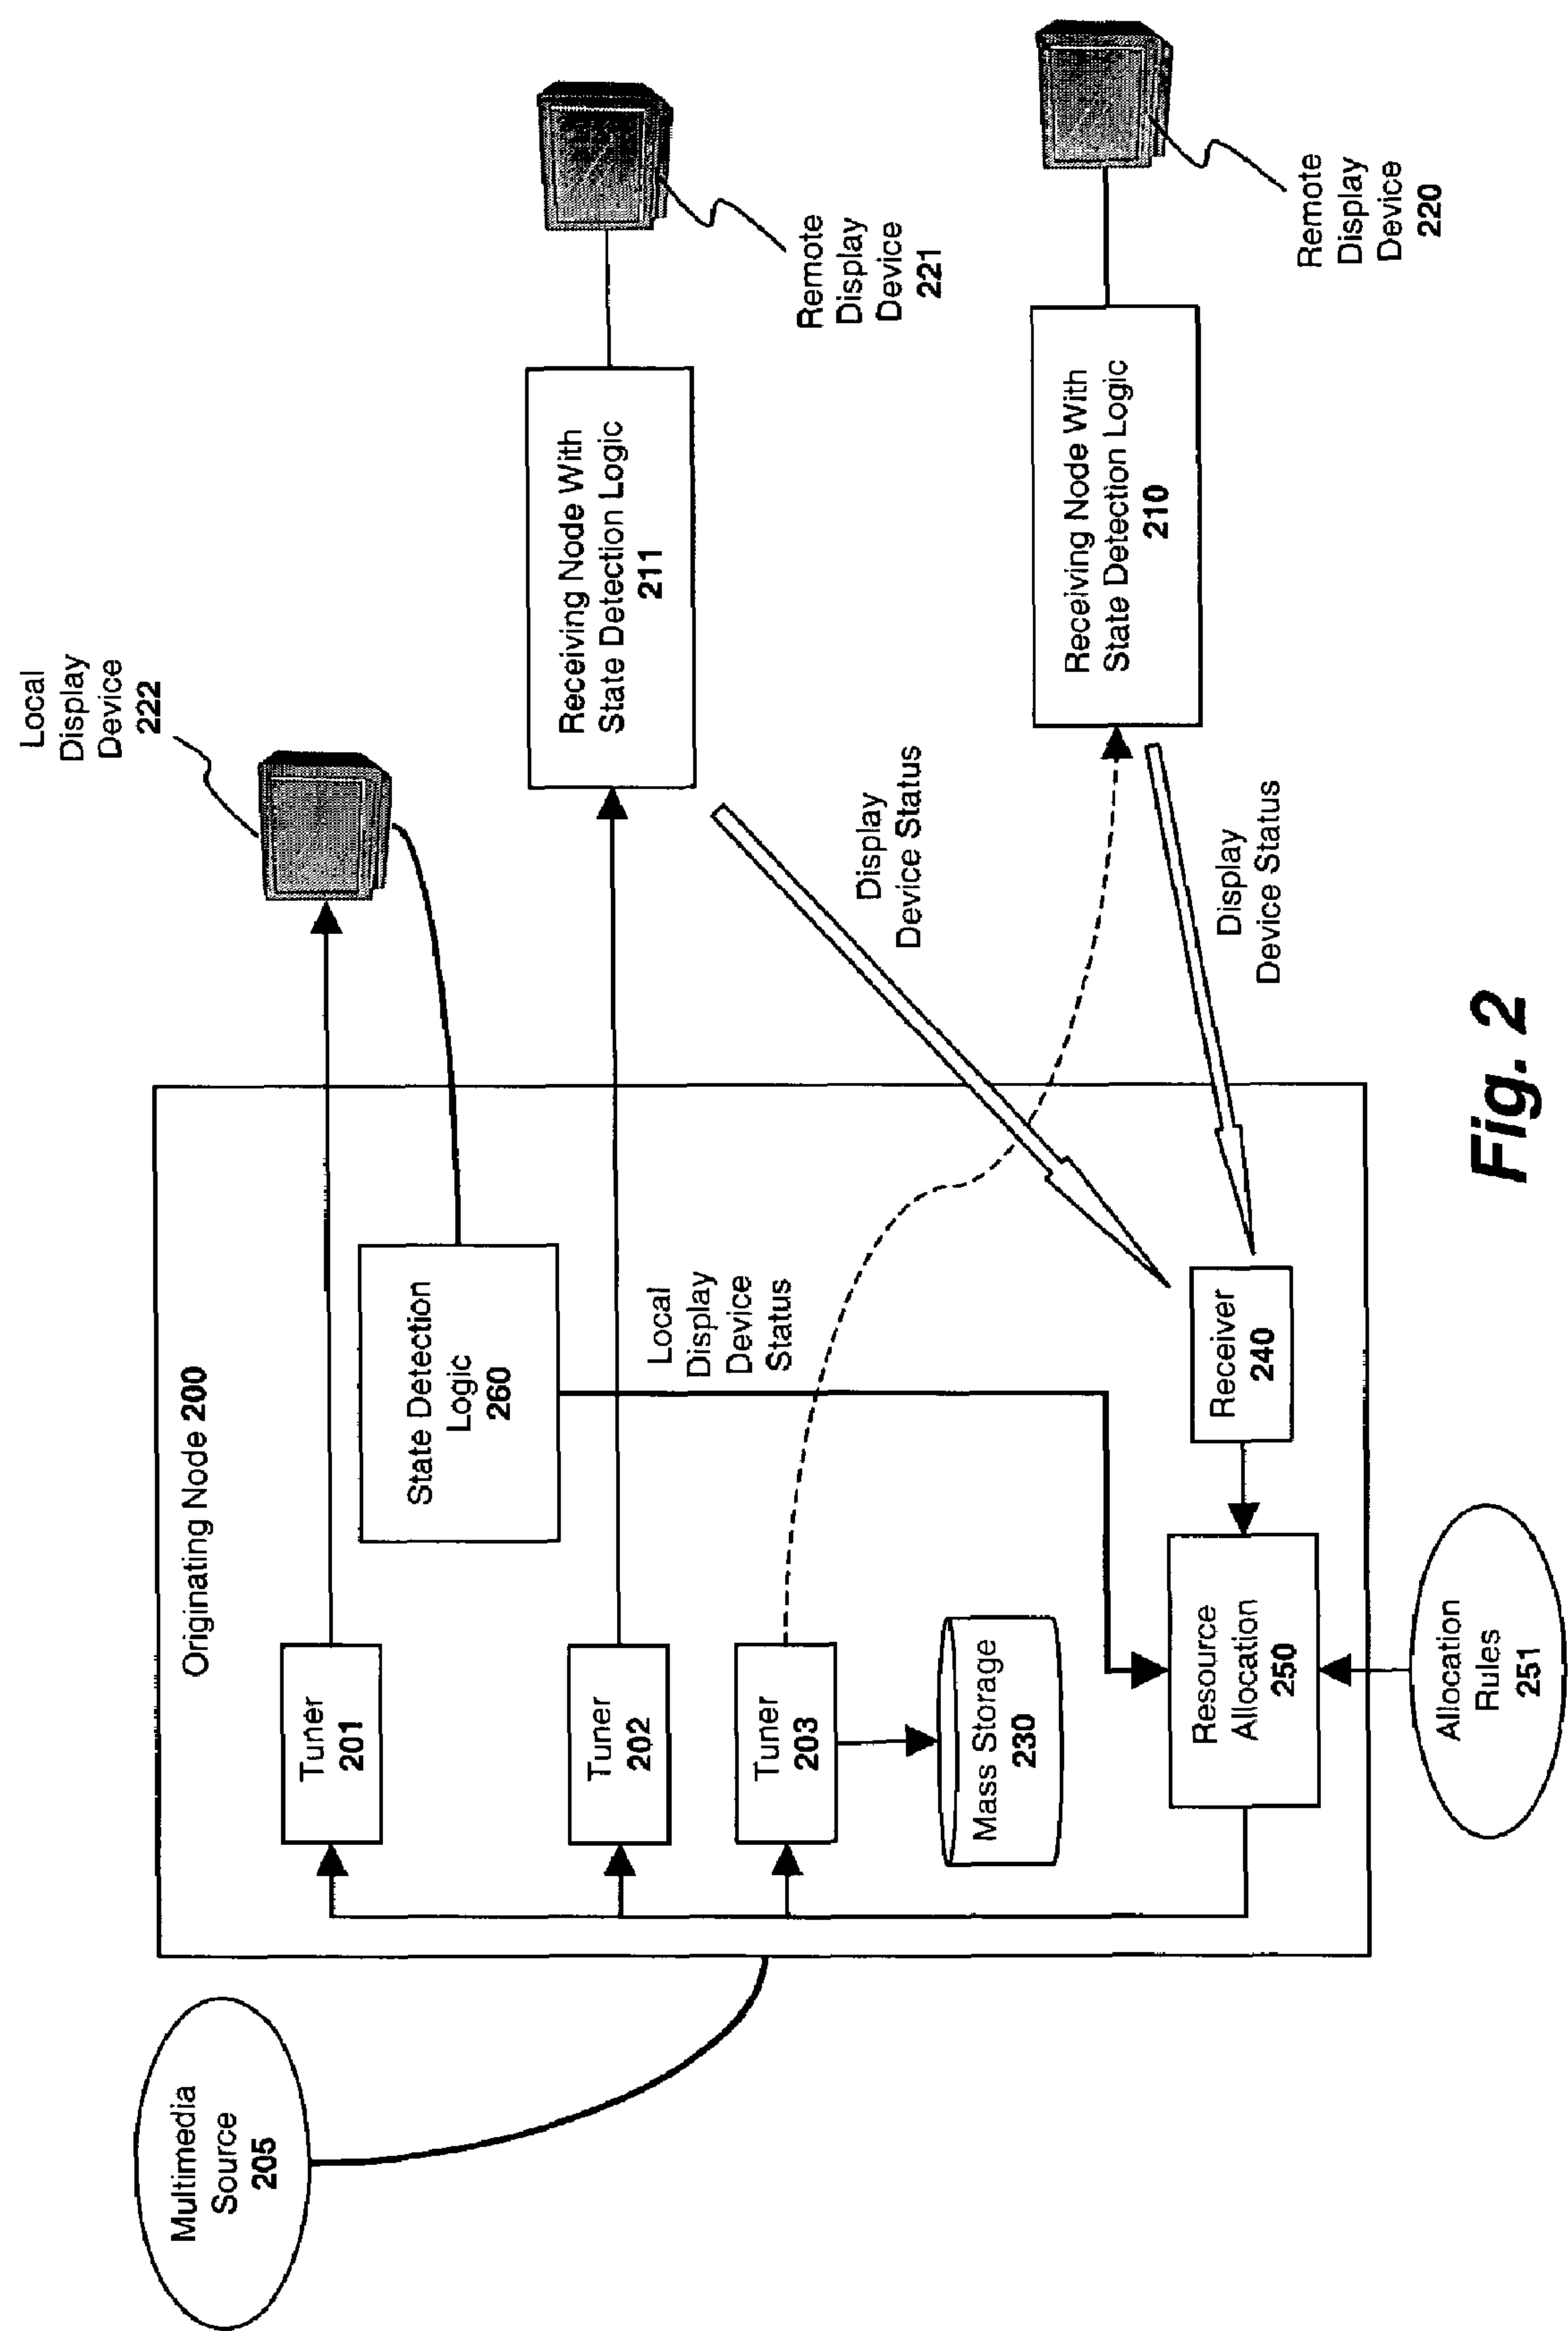 Multimedia
Source
205
Originating Node 200
Tuner
201
Tuner
202
Tuner
203
Mass Storage
230
State Detection
Logic
260
Local
Display
Device
Status
Resource
Allocation
250
Receiver
240
Allocation
Rules
251
Local
Display
Device
222
Receiving Node With
State Detection Logic
211
Remote
Display
Device
221
Display
Device Status
Receiving Node With
State Detection Logic
210
Remote
Display
Device
220
Display
Device Status
Fig. 2